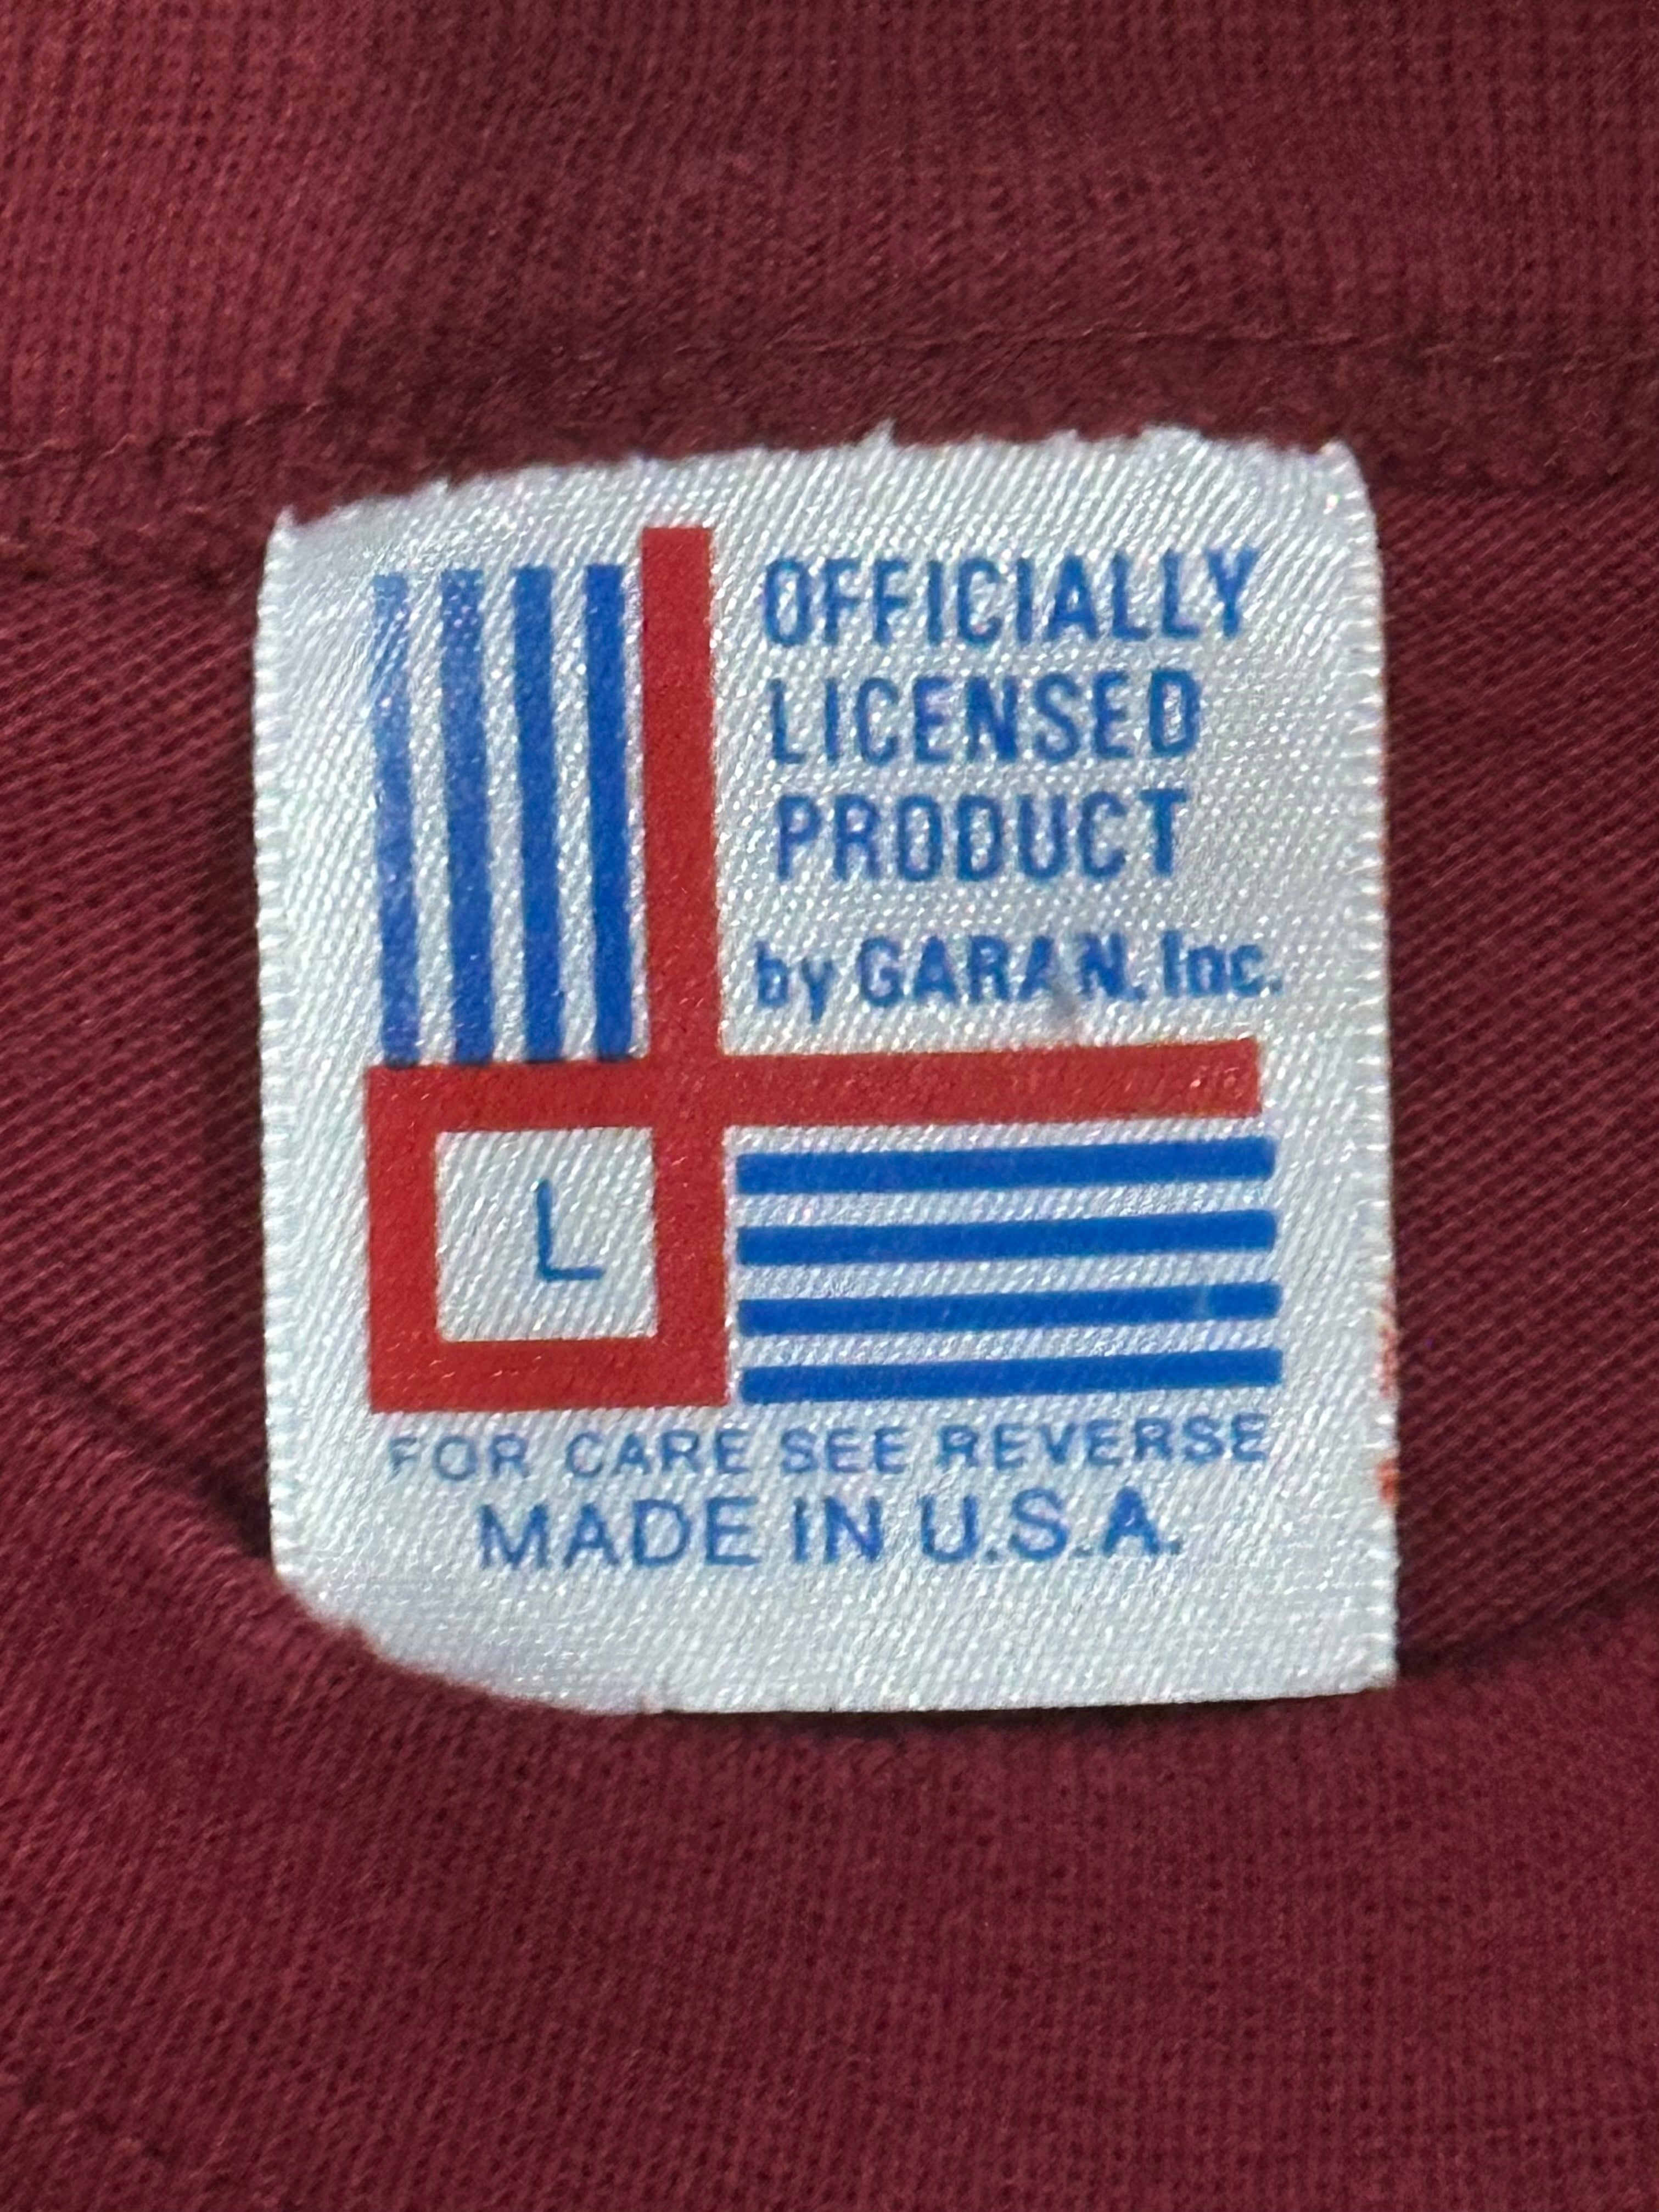 OFFICIALLY
LICENSED
PRODUCT
by GARAN, Inc.
L
FOR CARE SEE REVERSE
MADE IN U.S.A.